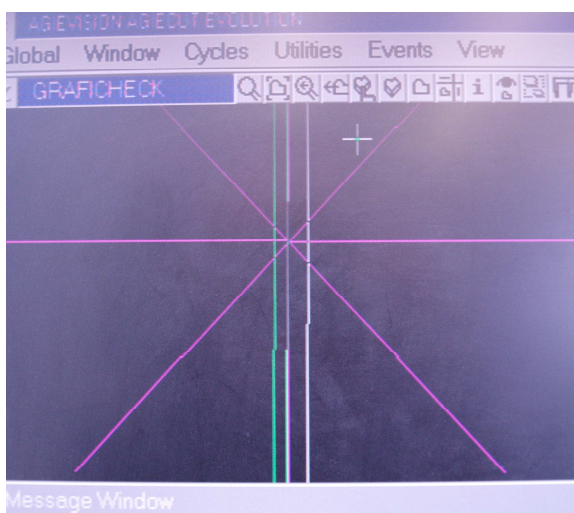 AGIEVISION AGIECUT EVOLUTION
Global Window Cycles Utilities Events View
GRAFICHECK
i
Message Window